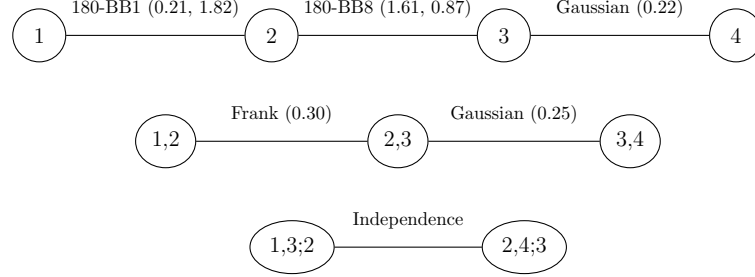 180-BB1 (0.21, 1.82) 180-BB8 (1.61, 0.87) Gaussian (0.22)
1 2 3 4
Frank (0.30) Gaussian (0.25)
1,2 2,3 3,4
Independence
1,3;2 2,4;3